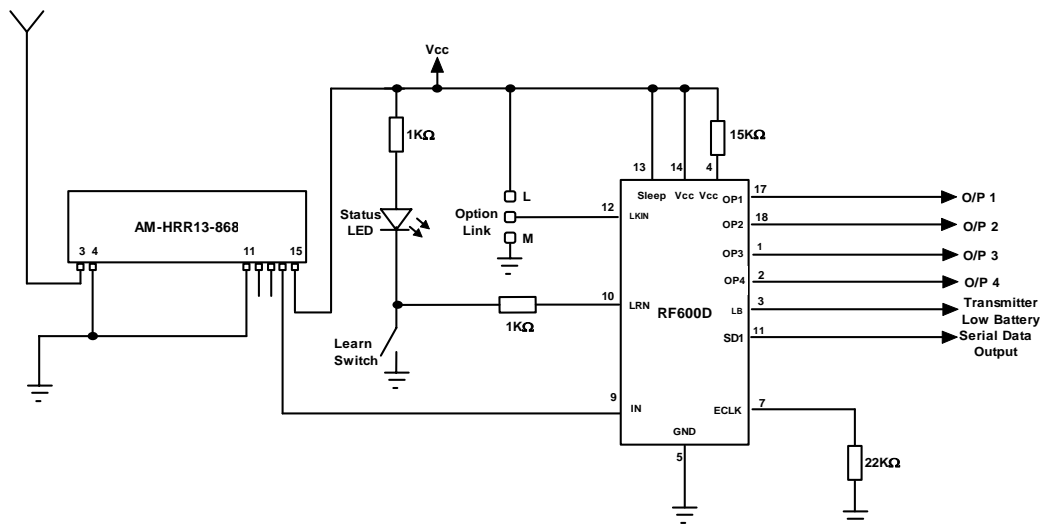 Vcc
1KΩ
15KΩ
13
14
4
Sleep
Vcc
Vcc
OP1
17
O/P 1
AM-HRR13-868
3
4
11
15
Status
LED
Option
Link
L
M
12
LKIN
OP2
18
O/P 2
OP3
1
O/P 3
OP4
2
O/P 4
10
LRN
1KΩ
RF600D
LB
3
Transmitter
Low Battery
SD1
11
Serial Data
Output
Learn
Switch
9
IN
ECLK
7
GND
5
22KΩ